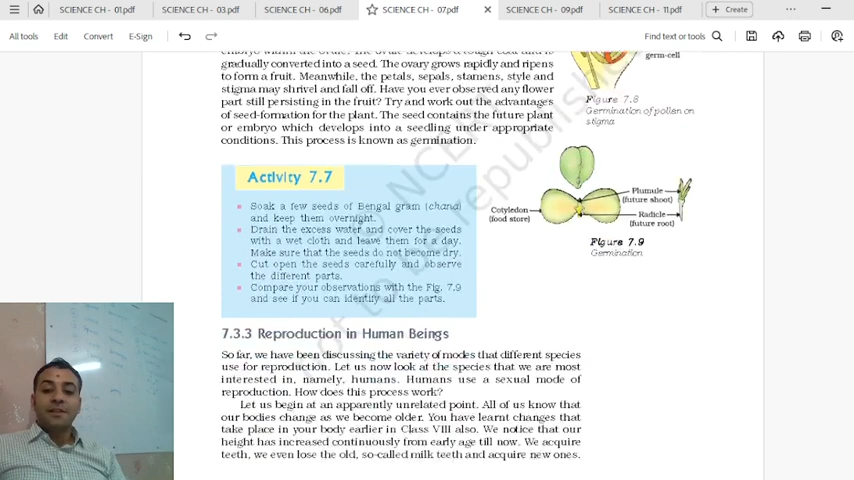 SCIENCE CH - 01.pdf
SCIENCE CH - 03.pdf
SCIENCE CH - 06.pdf
SCIENCE CH - 07.pdf
SCIENCE CH - 09.pdf
SCIENCE CH - 11.pdf
+ Create
All tools
Edit
Convert
E-Sign
Find text or tools
gradually converted into a seed. The ovary grows rapidly and ripens
to form a fruit. Meanwhile, the petals, sepals, stamens, style and
stigma may shrivel and fall off. Have you ever observed any flower
part still persisting in the fruit? Try and work out the advantages
of seed-formation for the plant. The seed contains the future plant
or embryo which develops into a seedling under appropriate
conditions. This process is known as germination.
germ-cell
Figure 7.8
Germination of pollen on
stigma
Activity 7.7
Soak a few seeds of Bengal gram (chana)
and keep them overnight.
Drain the excess water and cover the seeds
with a wet cloth and leave them for a day.
Make sure that the seeds do not become dry.
Cut open the seeds carefully and observe
the different parts.
Compare your observations with the Fig. 7.9
and see if you can identify all the parts.
Plumule
(future shoot)
Cotyledon
(food store)
Radicle
(future root)
Figure 7.9
Germination
7.3.3 Reproduction in Human Beings
So far, we have been discussing the variety of modes that different species
use for reproduction. Let us now look at the species that we are most
interested in, namely, humans. Humans use a sexual mode of
reproduction. How does this process work?
Let us begin at an apparently unrelated point. All of us know that
our bodies change as we become older. You have learnt changes that
take place in your body earlier in Class VIII also. We notice that our
height has increased continuously from early age till now. We acquire
teeth, we even lose the old, so-called milk teeth and acquire new ones.